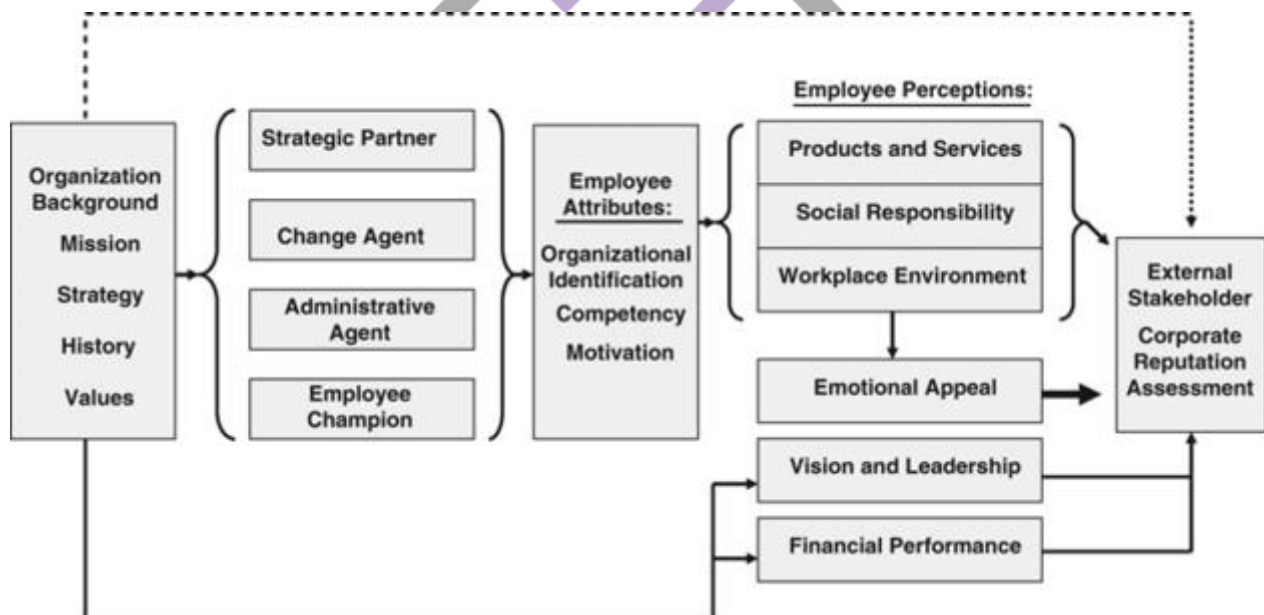 Employee Perceptions:
Organization
Background
Mission
Strategy
History
Values
Strategic Partner
Change Agent
Administrative
Agent
Employee
Champion
Employee
Attributes:
Organizational
Identification
Competency
Motivation
Products and Services
Social Responsibility
Workplace Environment
Emotional Appeal
Vision and Leadership
Financial Performance
External
Stakeholder
Corporate
Reputation
Assessment